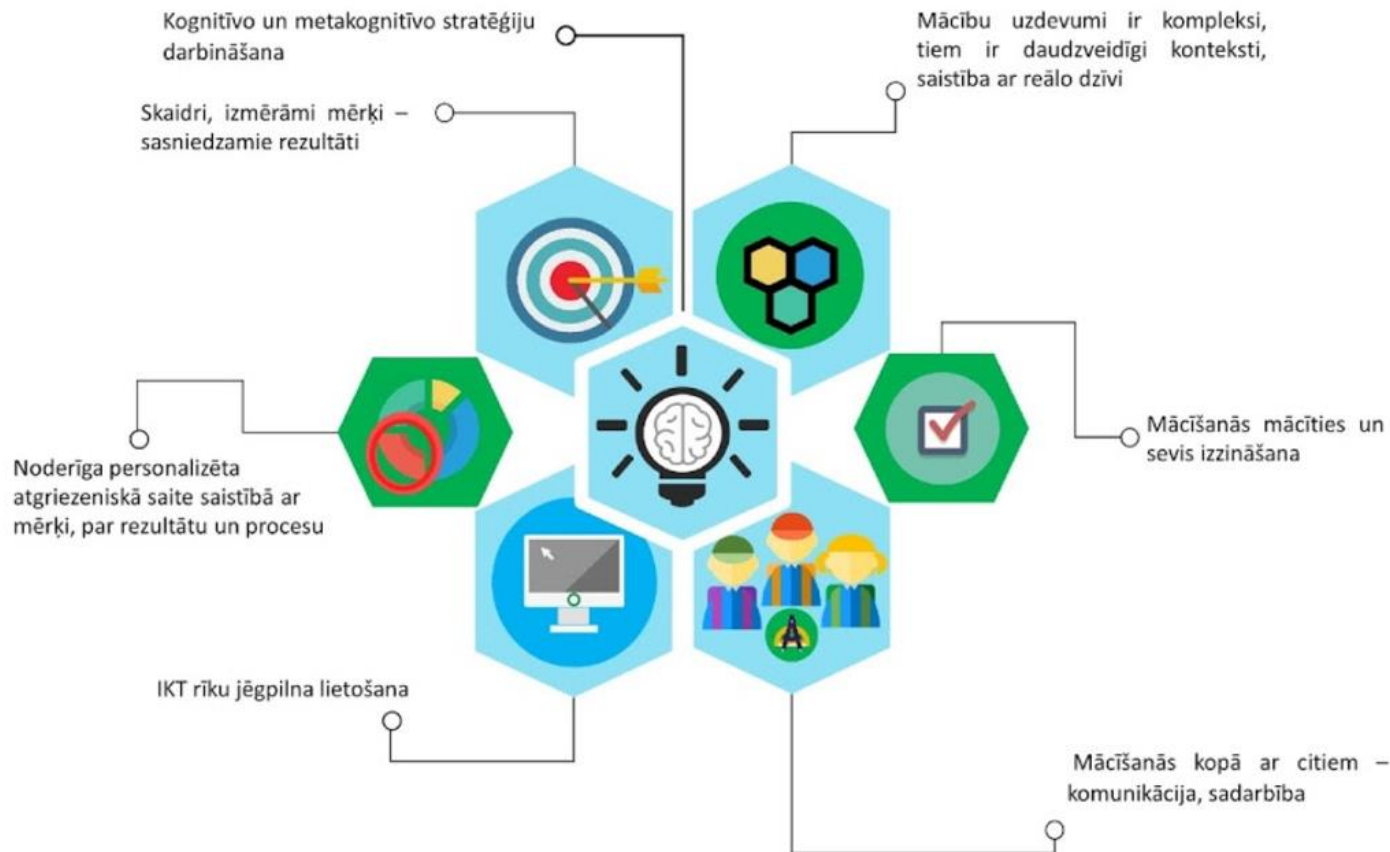 Kognitīvo un metakognitīvo stratēģiju
darbināšana
Mācību uzdevumi ir kompleksi,
tiem ir daudzveidīgi konteksti,
saistība ar reālo dzīvi
Skaidri, izmērāmi mērķi –
sasniedzamie rezultāti
Mācīšanās mācīties un
sevis izzināšana
Noderīga personalizēta
atgriezeniskā saite saistībā ar
mērķi, par rezultātu un procesu
IKT rīku jēgpilna lietošana
Mācīšanās kopā ar citiem –
komunikācija, sadarbība